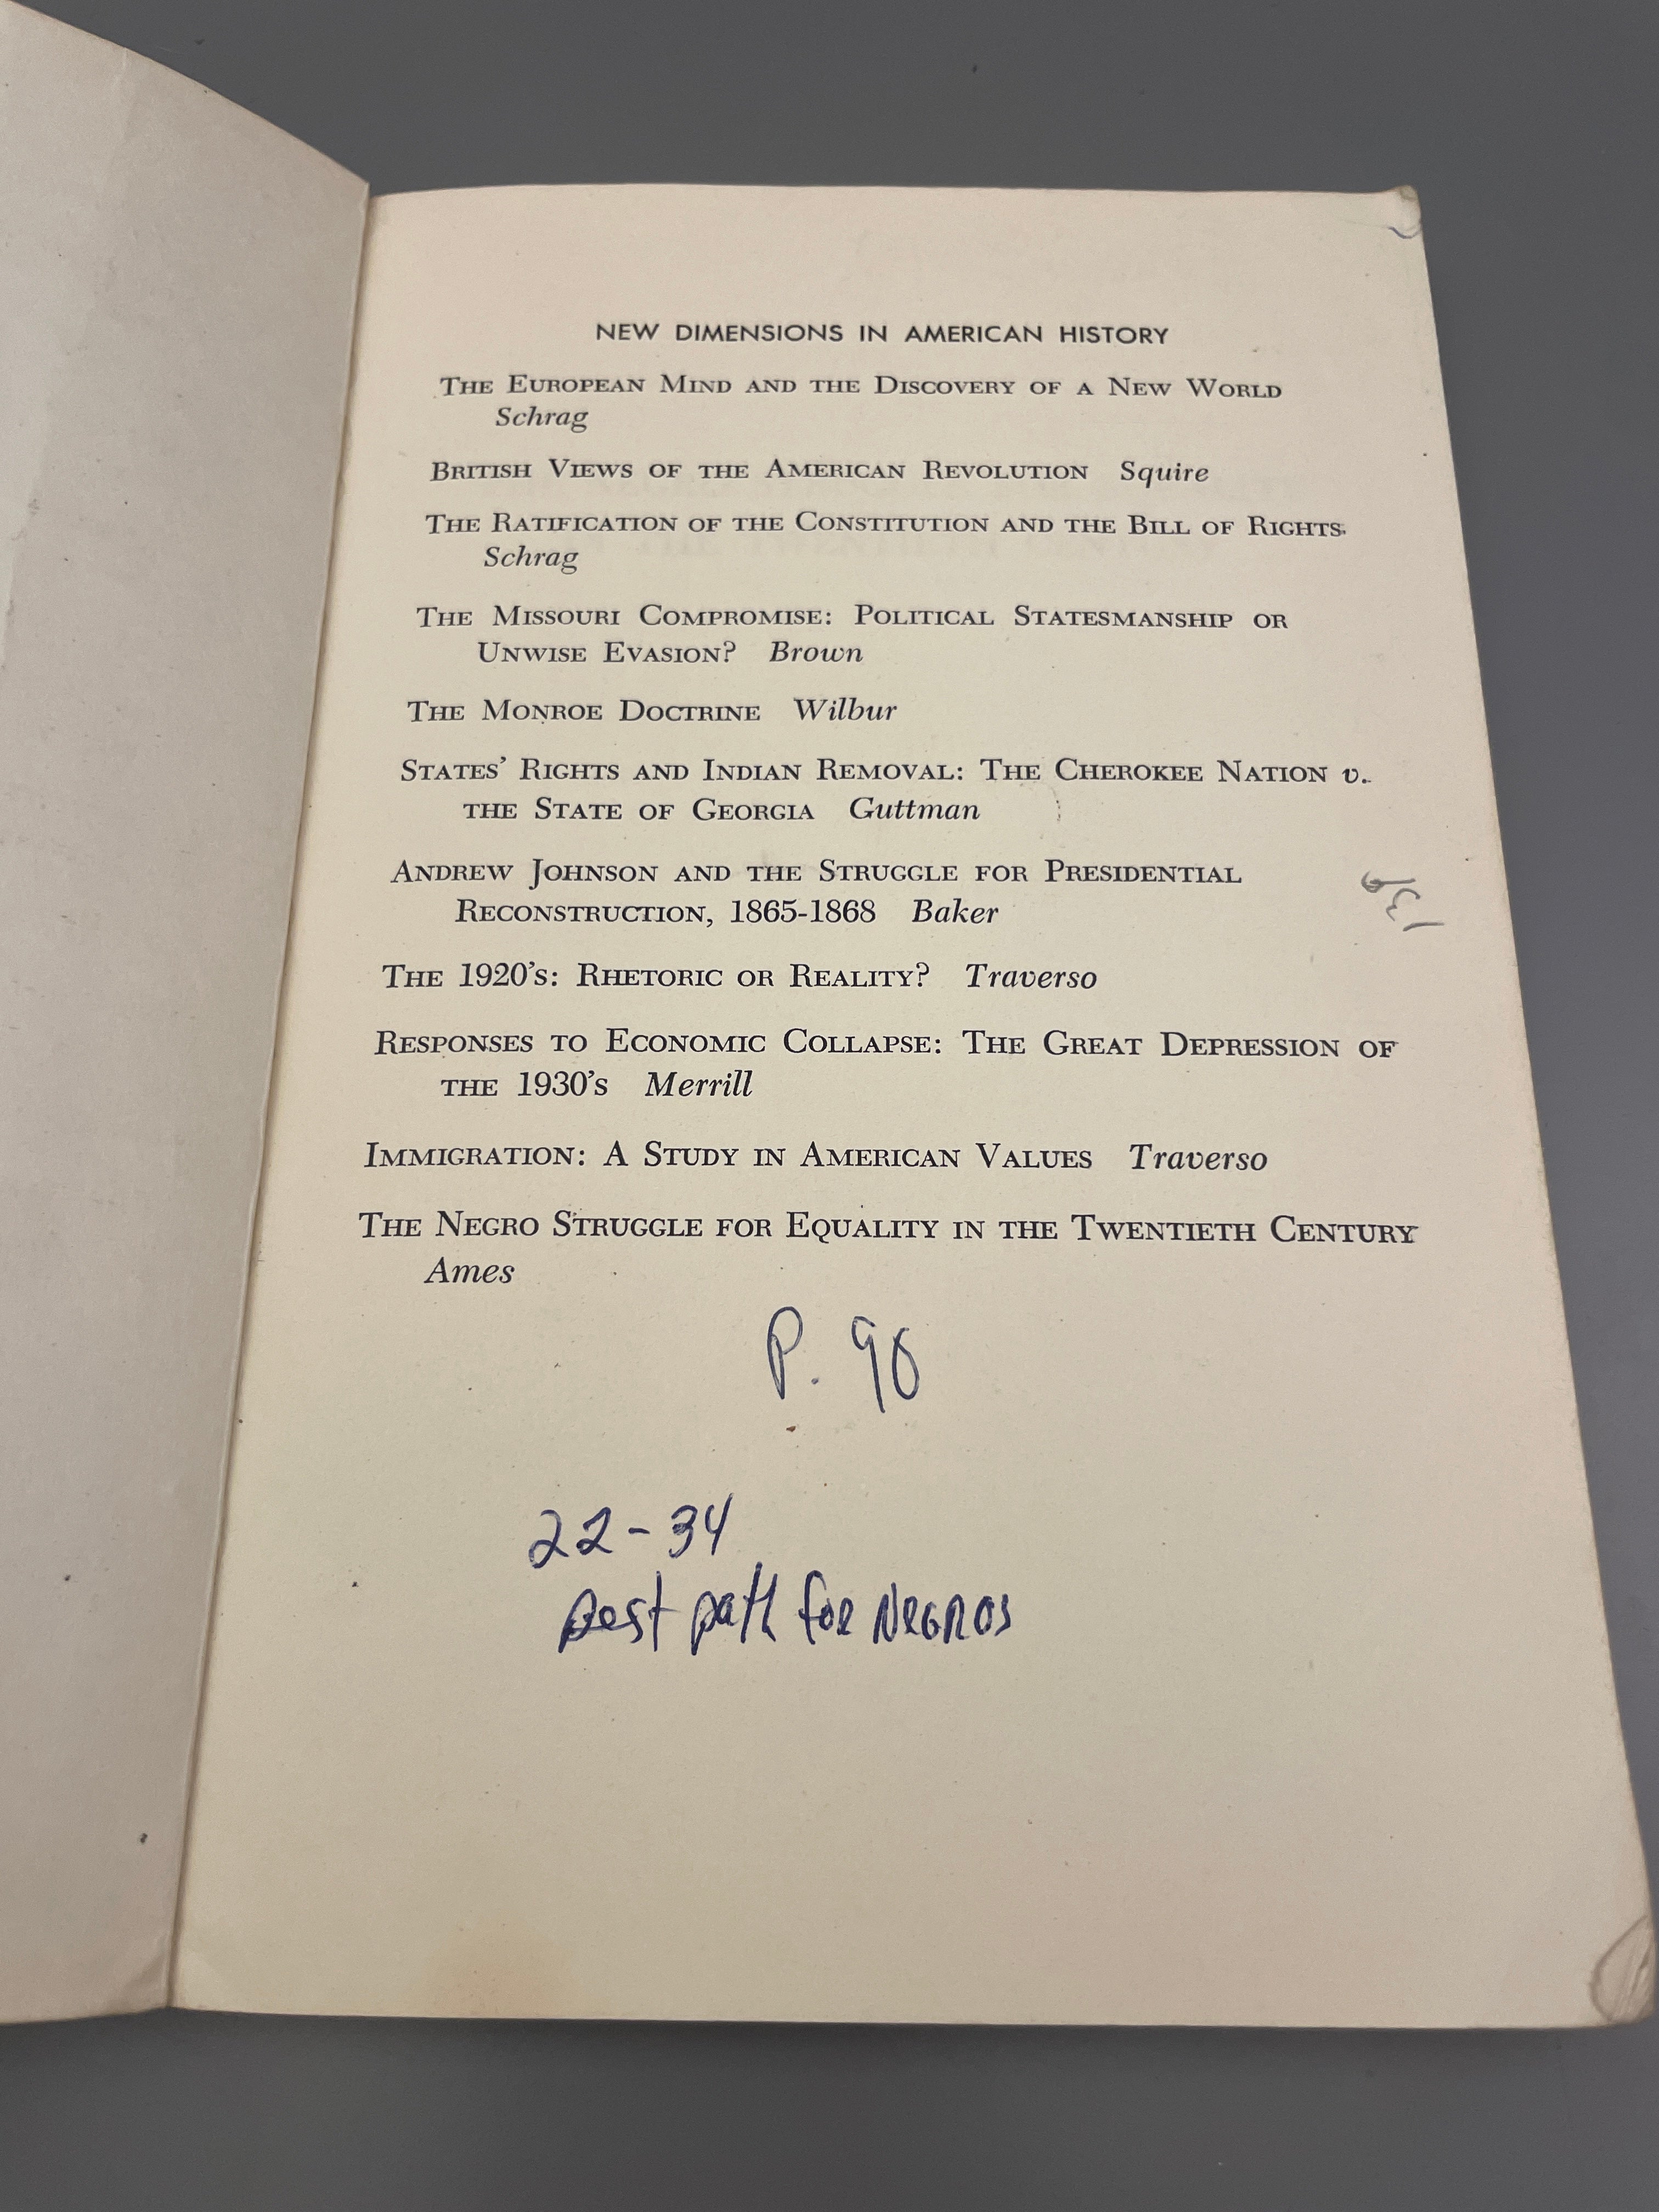 NEW DIMENSIONS IN AMERICAN HISTORY
THE EUROPEAN MIND AND THE DISCOVERY OF A NEW WORLD
Schrag
BRITISH VIEWS OF THE AMERICAN REVOLUTION Squire
THE RATIFICATION OF THE CONSTITUTION AND THE BILL OF RIGHTS
Schrag
THE MISSOURI COMPROMISE: POLITICAL STATESMANSHIP OR
UNWISE EVASION? Brown
THE MONROE DOCTRINE Wilbur
STATES' RIGHTS AND INDIAN REMOVAL: THE CHEROKEE NATION v.
THE STATE OF GEORGIA Guttman
ANDREW JOHNSON AND THE STRUGGLE FOR PRESIDENTIAL
RECONSTRUCTION, 1865-1868 Baker
139
THE 1920'S: RHETORIC OR REALITY? Traverso
RESPONSES TO ECONOMIC COLLAPSE: THE GREAT DEPRESSION OF
THE 1930'S Merrill
IMMIGRATION: A STUDY IN AMERICAN VALUES Traverso
THE NEGRO STRUGGLE FOR EQUALITY IN THE TWENTIETH CENTURY
Ames
P. 90
22-34
Best path for NEGROS